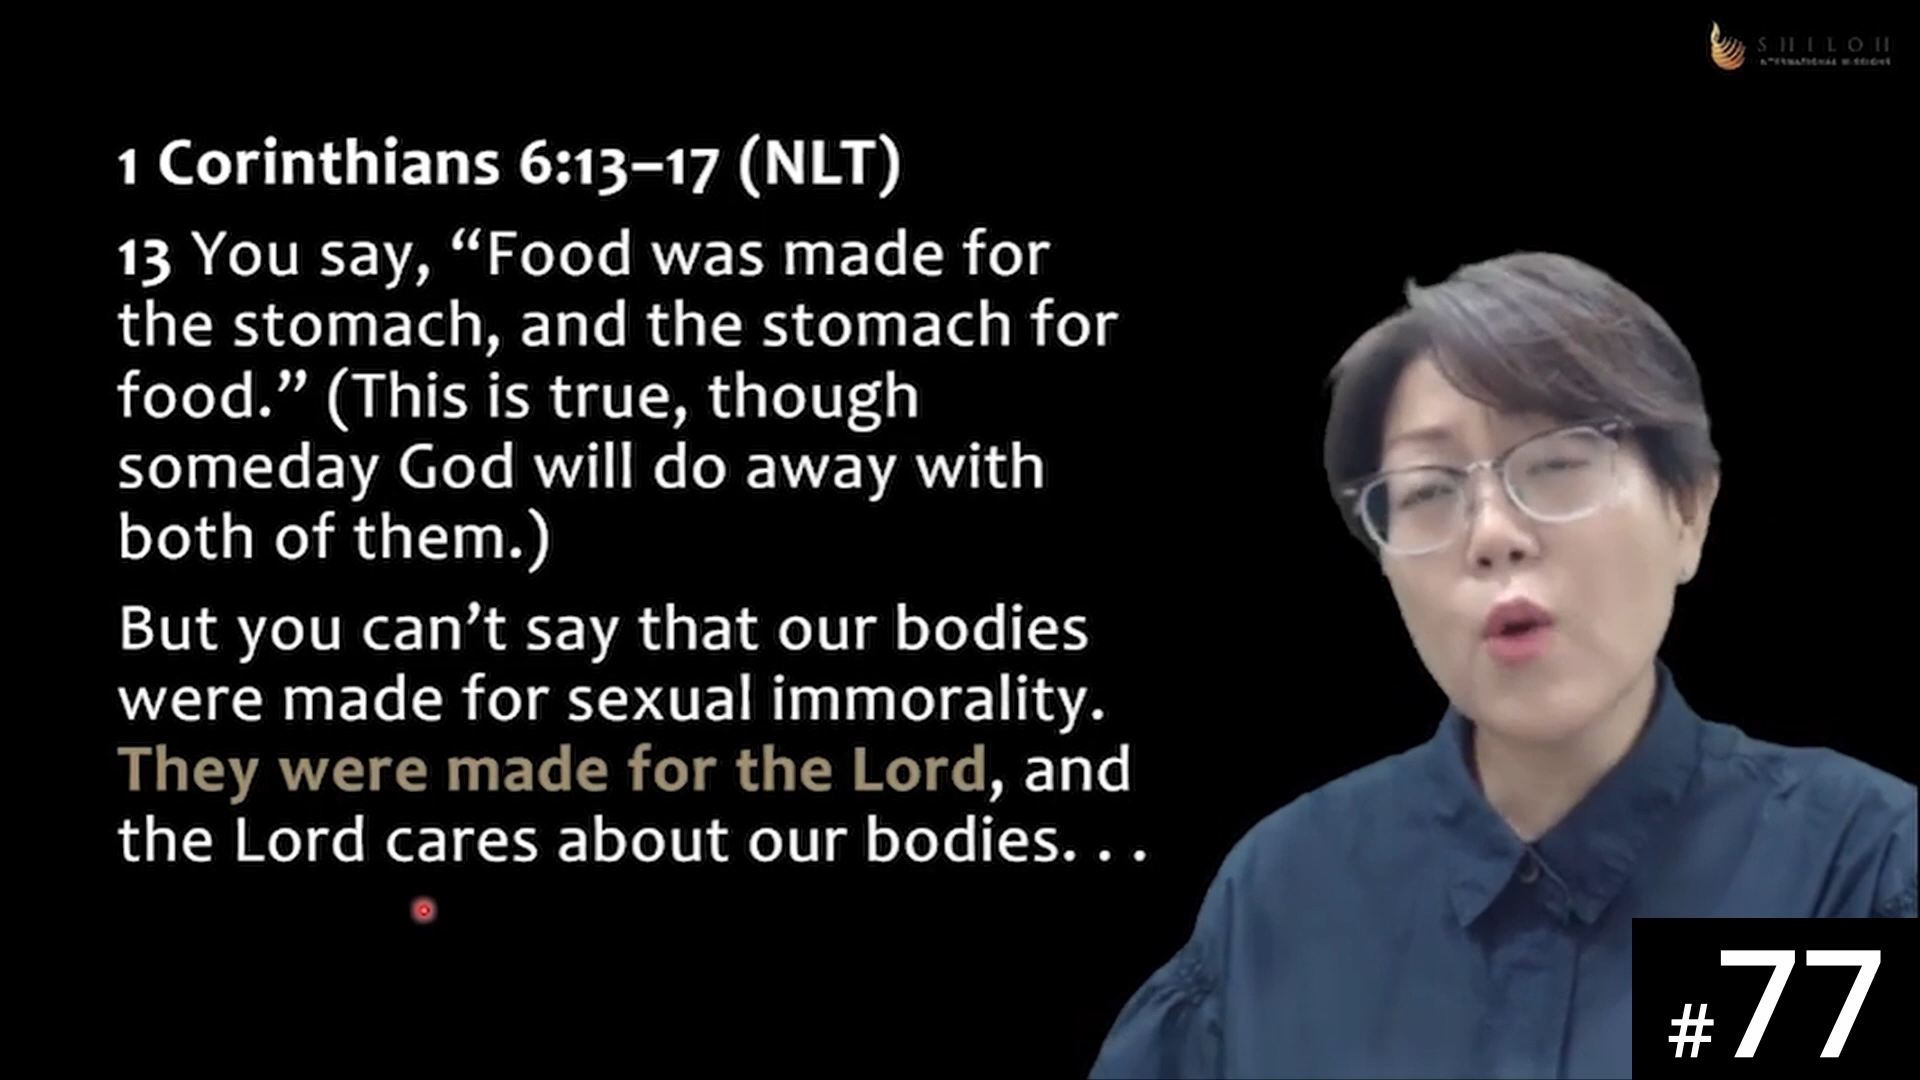 SHILOH
INTERNATIONAL MISSIONS
1 Corinthians 6:13–17 (NLT)
13 You say, “Food was made for
the stomach, and the stomach for
food.” (This is true, though
someday God will do away with
both of them.)
But you can’t say that our bodies
were made for sexual immorality.
They were made for the Lord, and
the Lord cares about our bodies. . .
#77